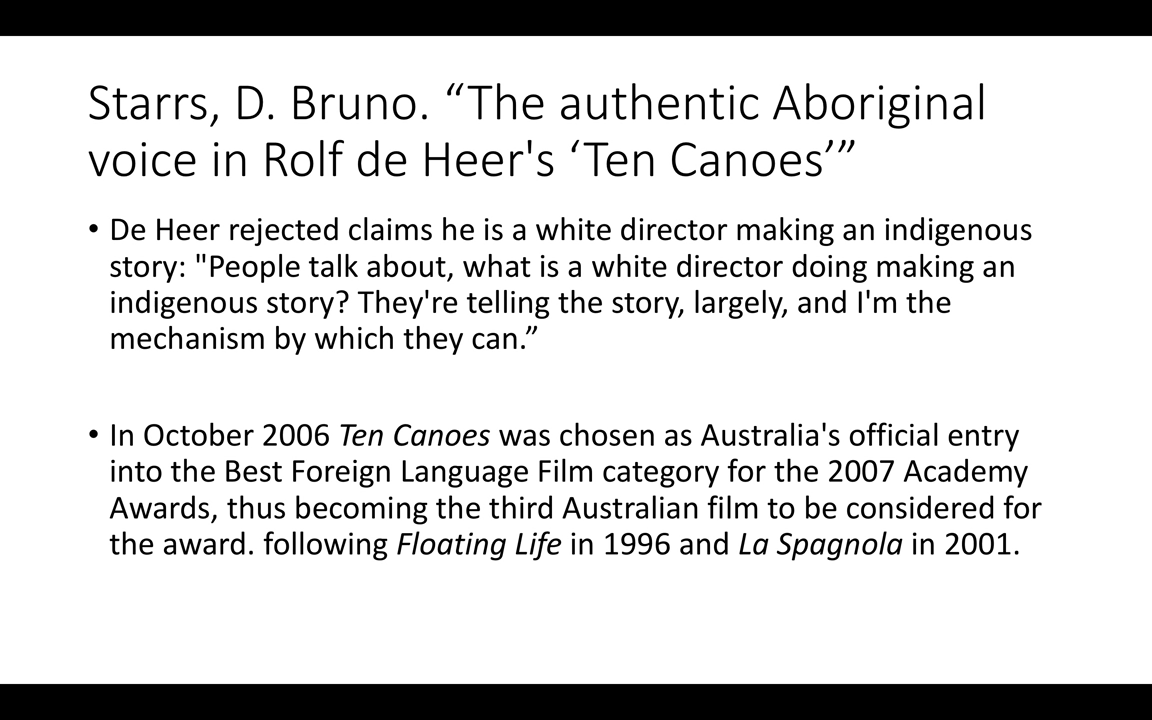 Starrs, D. Bruno. “The authentic Aboriginal
voice in Rolf de Heer's ‘Ten Canoes’”
• De Heer rejected claims he is a white director making an indigenous
story: "People talk about, what is a white director doing making an
indigenous story? They're telling the story, largely, and I'm the
mechanism by which they can.”
• In October 2006 Ten Canoes was chosen as Australia's official entry
into the Best Foreign Language Film category for the 2007 Academy
Awards, thus becoming the third Australian film to be considered for
the award. following Floating Life in 1996 and La Spagnola in 2001.